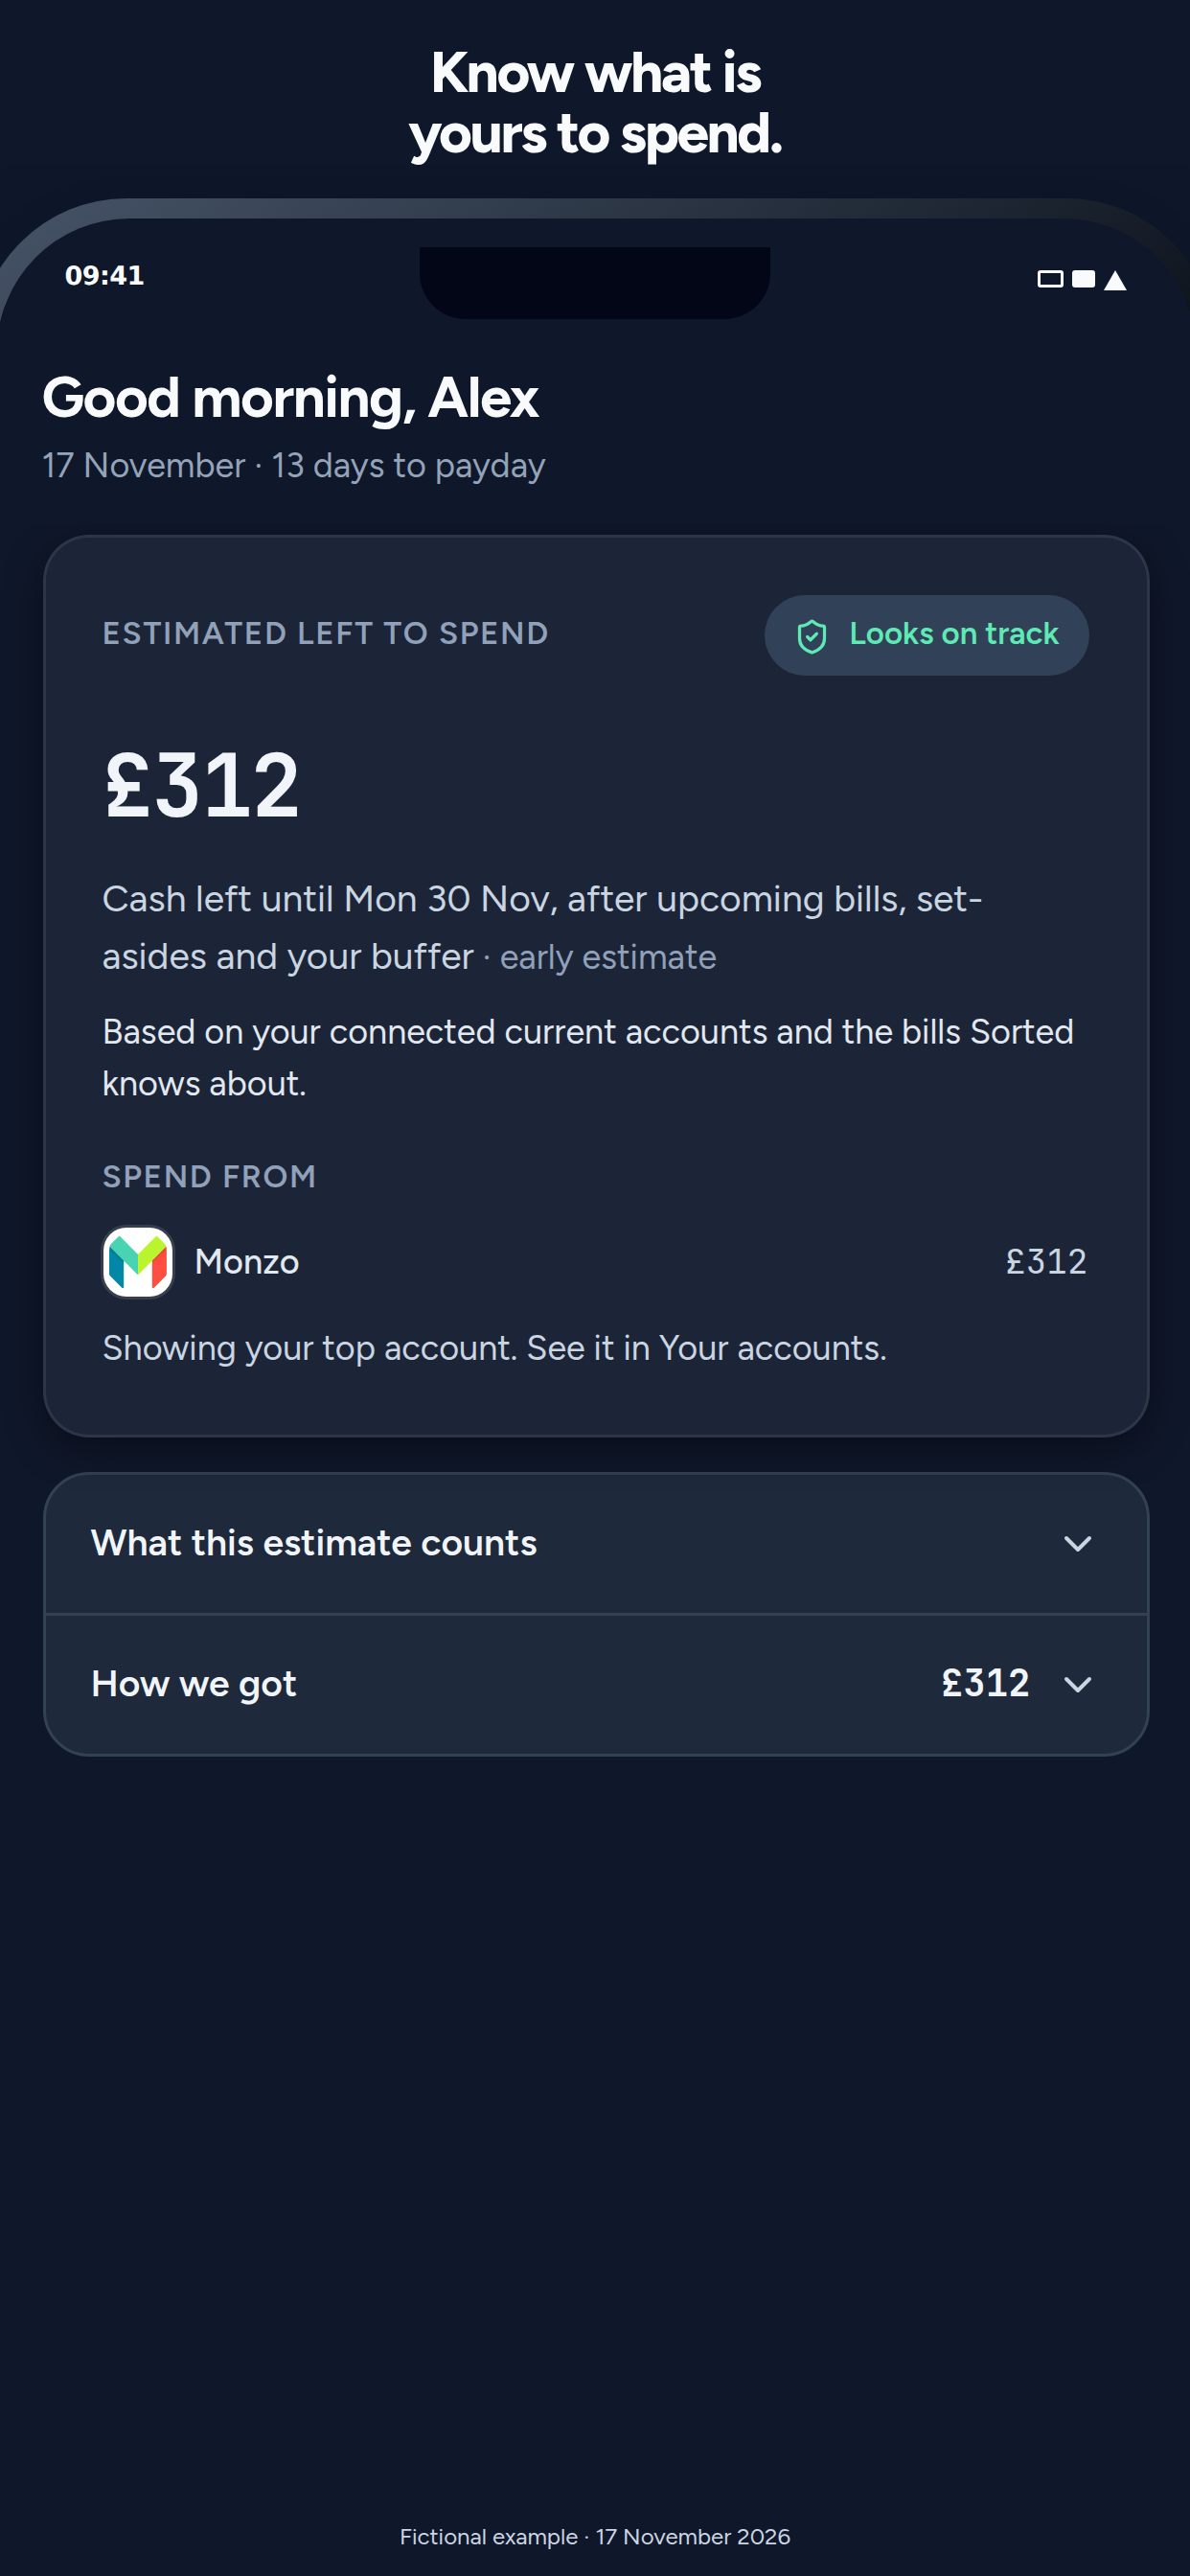 Know what is
yours to spend.
09:41
Good morning, Alex
17 November · 13 days to payday
ESTIMATED LEFT TO SPEND
Looks on track
£312
Cash left until Mon 30 Nov, after upcoming bills, set-
asides and your buffer · early estimate
Based on your connected current accounts and the bills Sorted
knows about.
SPEND FROM
Monzo £312
Showing your top account. See it in Your accounts.
What this estimate counts
How we got £312
Fictional example · 17 November 2026